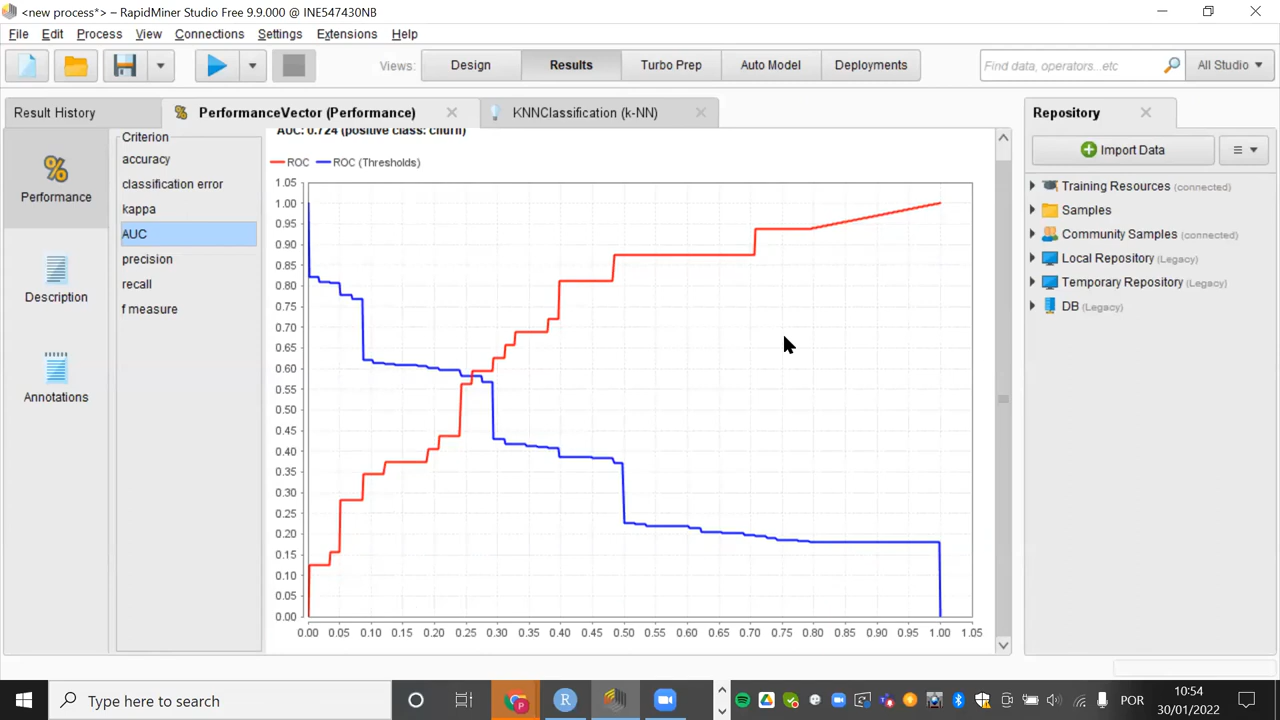 <new process*> – RapidMiner Studio Free 9.9.000 @ INE547430NB
File Edit Process View Connections Settings Extensions Help
Views: Design Results Turbo Prep Auto Model Deployments Find data, operators...etc All Studio
Result History PerformanceVector (Performance) KNNClassification (k-NN) Repository
Criterion
accuracy
classification error
kappa
AUC
precision
recall
f measure
Performance
Description
Annotations
AUC: 0.724 (positive class: churn)
ROC ROC (Thresholds)
1.05
1.00
0.95
0.90
0.85
0.80
0.75
0.70
0.65
0.60
0.55
0.50
0.45
0.40
0.35
0.30
0.25
0.20
0.15
0.10
0.05
0.00
0.00 0.05 0.10 0.15 0.20 0.25 0.30 0.35 0.40 0.45 0.50 0.55 0.60 0.65 0.70 0.75 0.80 0.85 0.90 0.95 1.00 1.05
Import Data
Training Resources (connected)
Samples
Community Samples (connected)
Local Repository (Legacy)
Temporary Repository (Legacy)
DB (Legacy)
Type here to search
P
R
POR
10:54
30/01/2022